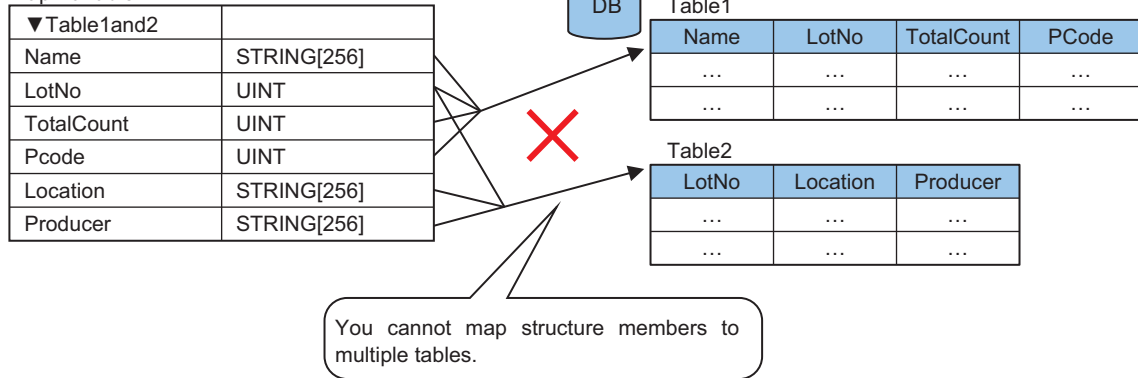 ▼Table1and2
Name STRING[256]
LotNo UINT
TotalCount UINT
Pcode UINT
Location STRING[256]
Producer STRING[256]
DB
Table1
Name LotNo TotalCount PCode
… … … …
… … … …
Table2
LotNo Location Producer
… … …
… … …
You cannot map structure members to
multiple tables.